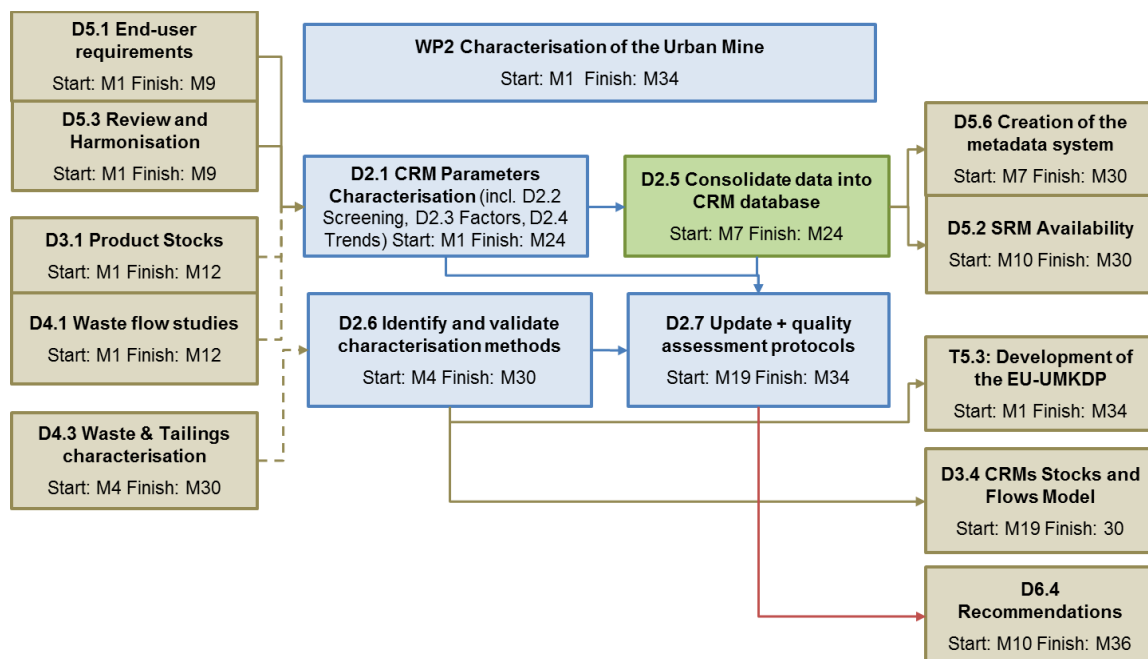 D5.1 End-user
requirements
Start: M1 Finish: M9
D5.3 Review and
Harmonisation
Start: M1 Finish: M9
D3.1 Product Stocks
Start: M1 Finish: M12
D4.1 Waste flow studies
Start: M1 Finish: M12
D4.3 Waste & Tailings
characterisation
Start: M4 Finish: M30
WP2 Characterisation of the Urban Mine
Start: M1 Finish: M34
D2.1 CRM Parameters
Characterisation (incl. D2.2
Screening, D2.3 Factors, D2.4
Trends) Start: M1 Finish: M24
D2.5 Consolidate data into
CRM database
Start: M7 Finish: M24
D2.6 Identify and validate
characterisation methods
Start: M4 Finish: M30
D2.7 Update + quality
assessment protocols
Start: M19 Finish: M34
D5.6 Creation of the
metadata system
Start: M7 Finish: M30
D5.2 SRM Availability
Start: M10 Finish: M30
T5.3: Development of
the EU-UMKDP
Start: M1 Finish: M34
D3.4 CRMs Stocks and
Flows Model
Start: M19 Finish: 30
D6.4
Recommendations
Start: M10 Finish: M36